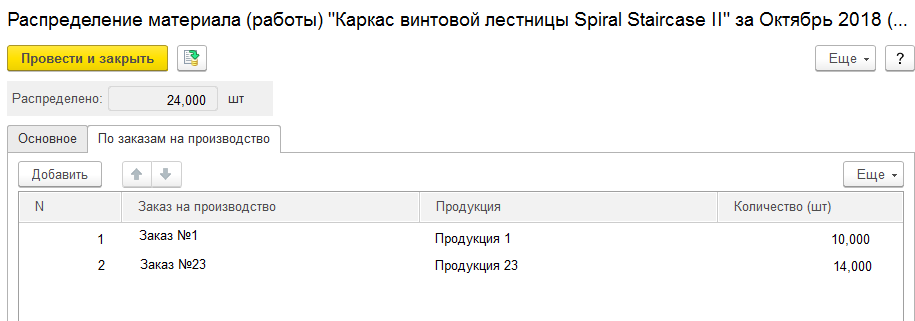 Распределение материала (работы) "Каркас винтовой лестницы Spiral Staircase II" за Октябрь 2018 (...
Провести и закрыть Еще ?
Распределено: 24,000 шт
Основное По заказам на производство
Добавить Еще
N Заказ на производство Продукция Количество (шт)
1 Заказ №1 Продукция 1 10,000
2 Заказ №23 Продукция 23 14,000